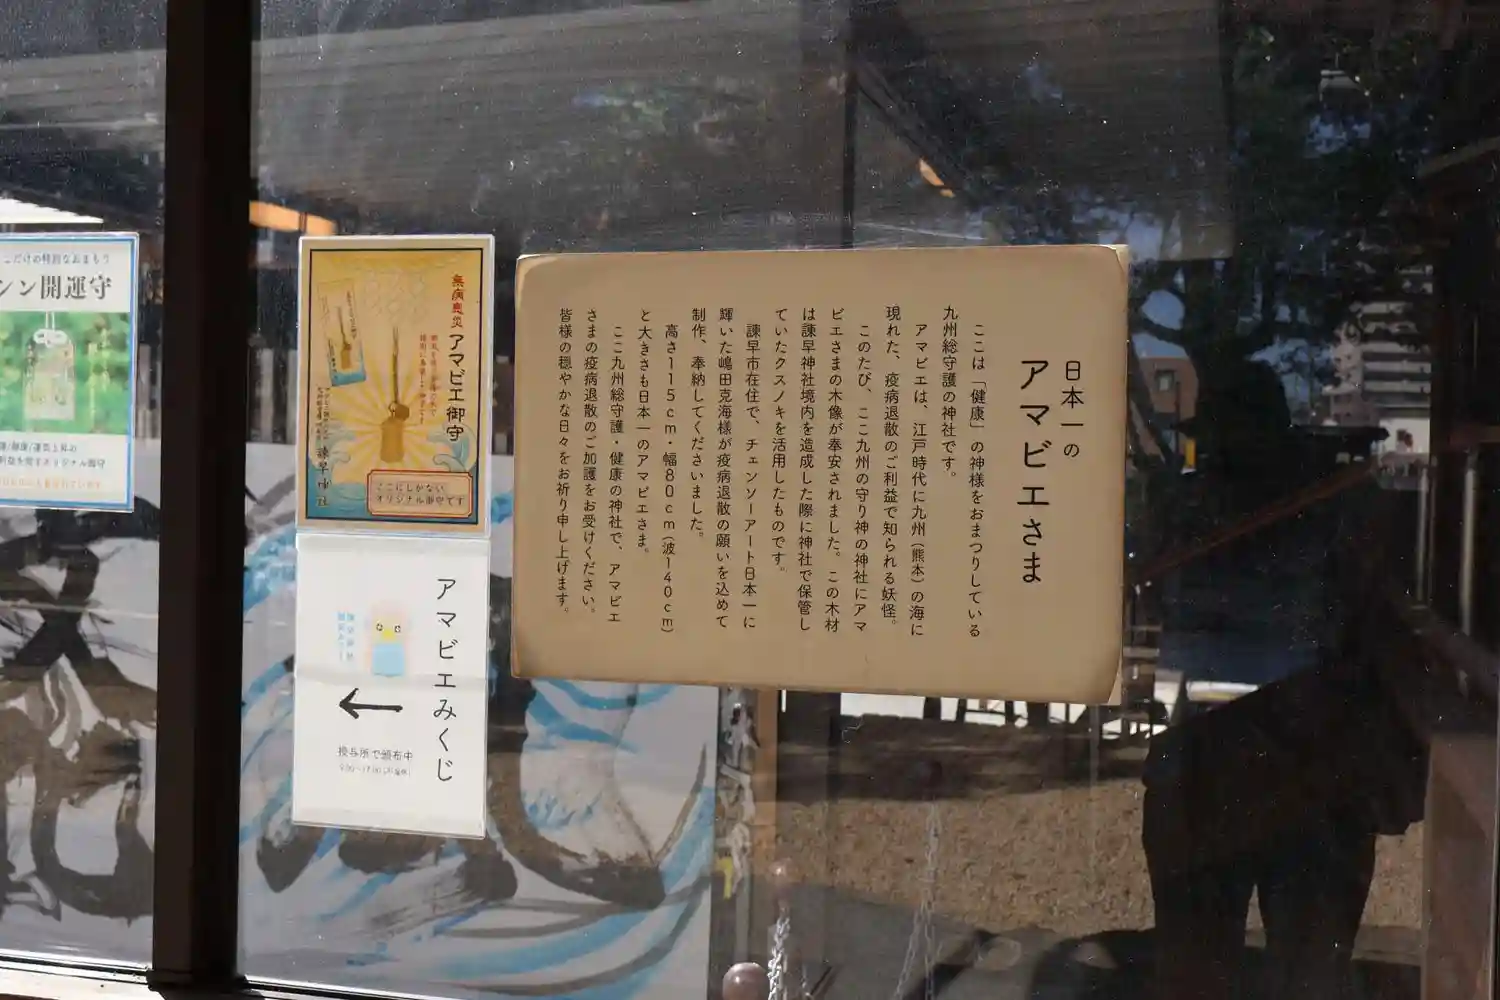 日本一の
アマビエさま
ここは「健康」の神様をおまつりしている
九州総守護の神社です。
アマビエは、江戸時代に九州(熊本)の海に
現れた、疫病退散のご利益で知られる妖怪。
このたび、ここ九州の守り神の神社にアマ
ビエさまの木像が奉安されました。この木材
は諫早神社境内を造成した際に神社で保管し
ていたクスノキを活用したものです。
諫早市在住で、チェンソーアート日本一に
輝いた嶋田克海様が疫病退散の願いを込めて
制作、奉納してくださいました。
高さ115cm・幅80cm(波140cm)
と大きさも日本一のアマビエさま。
ここ九州総守護・健康の神社で、アマビエ
さまの疫病退散のご加護をお受けください。
皆様の穏やかな日々をお祈り申し上げます。
無病息災
アマビエ御守
諫早神社
ここにしかない
オリジナル御守です
アマビエみくじ
授与所で頒布中
こだけの特別なおまもり
シン開運守